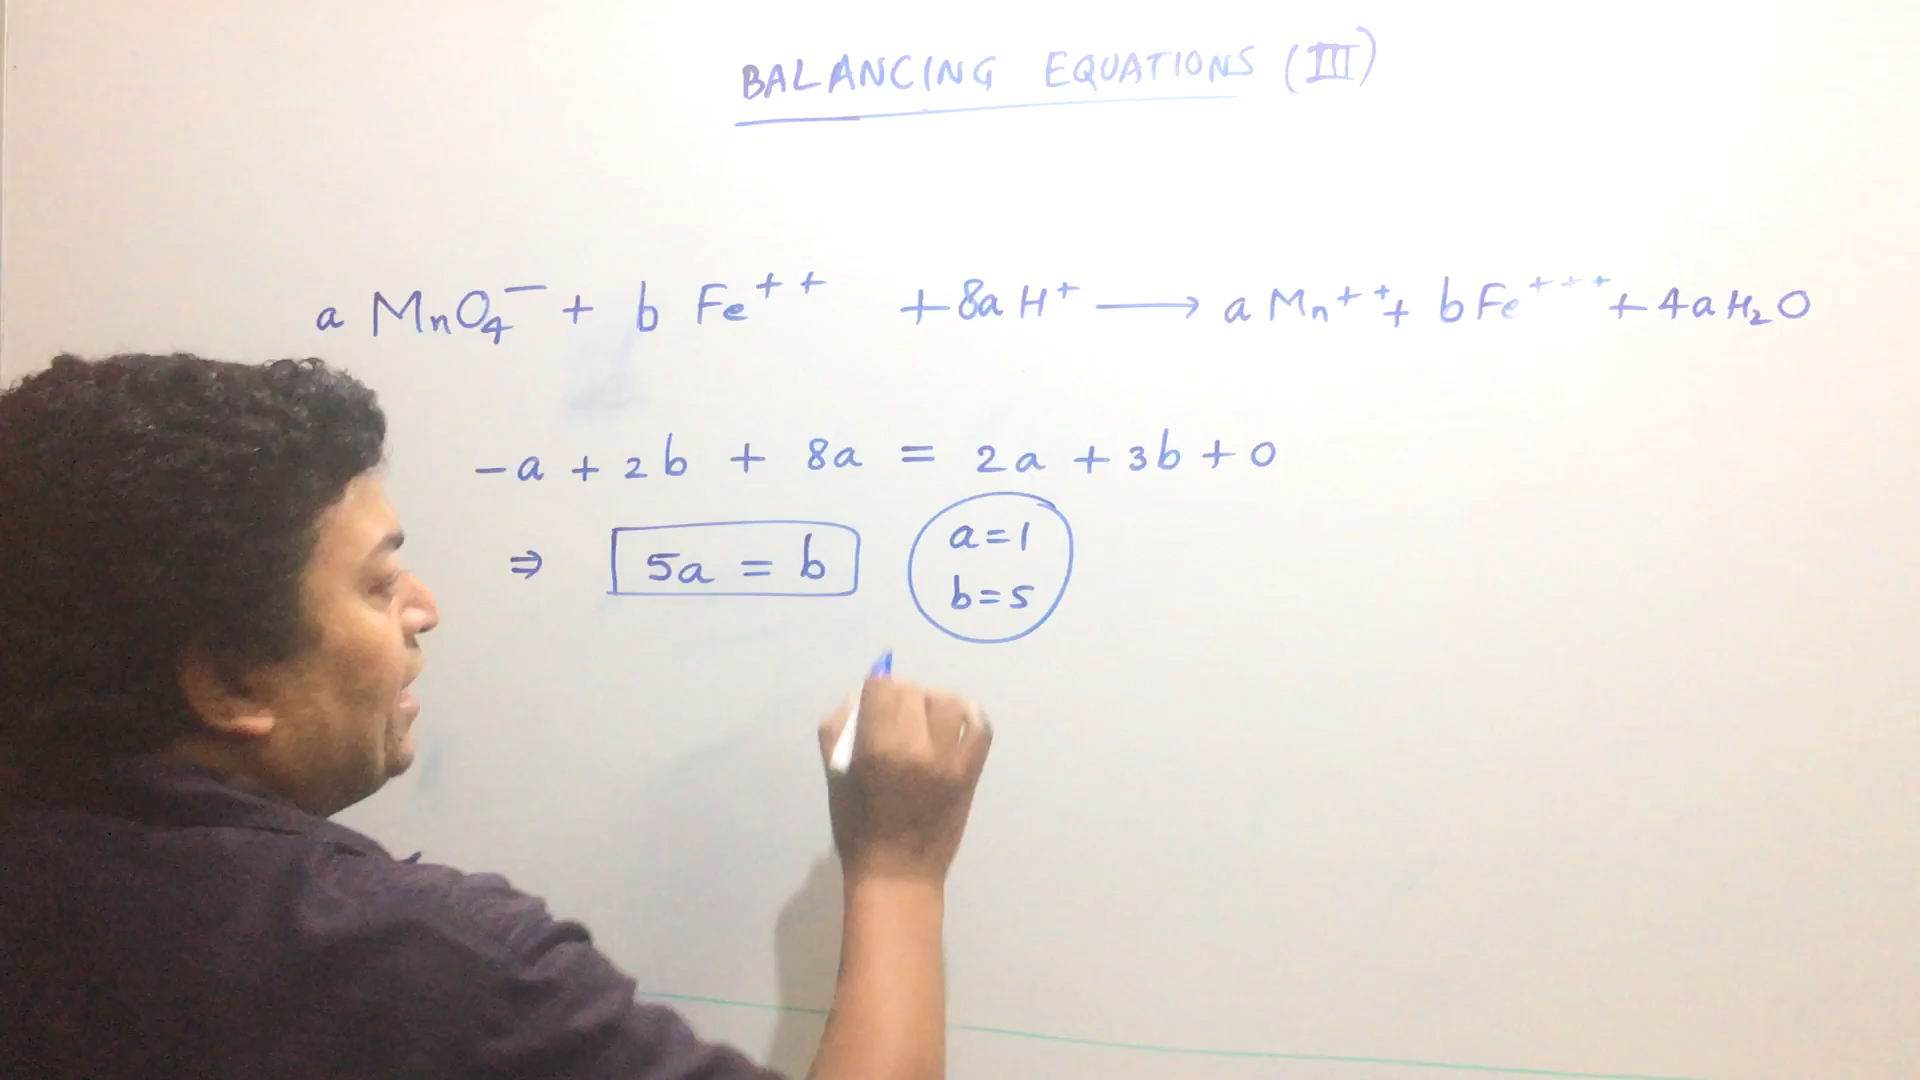 BALANCING EQUATIONS (III)
a MnO₄⁻ + b Fe⁺⁺ + 8a H⁺ ⟶ a Mn⁺⁺ + b Fe⁺⁺⁺ + 4a H₂O
-a + 2b + 8a = 2a + 3b + 0
⇒ 5a = b
a = 1
b = 5